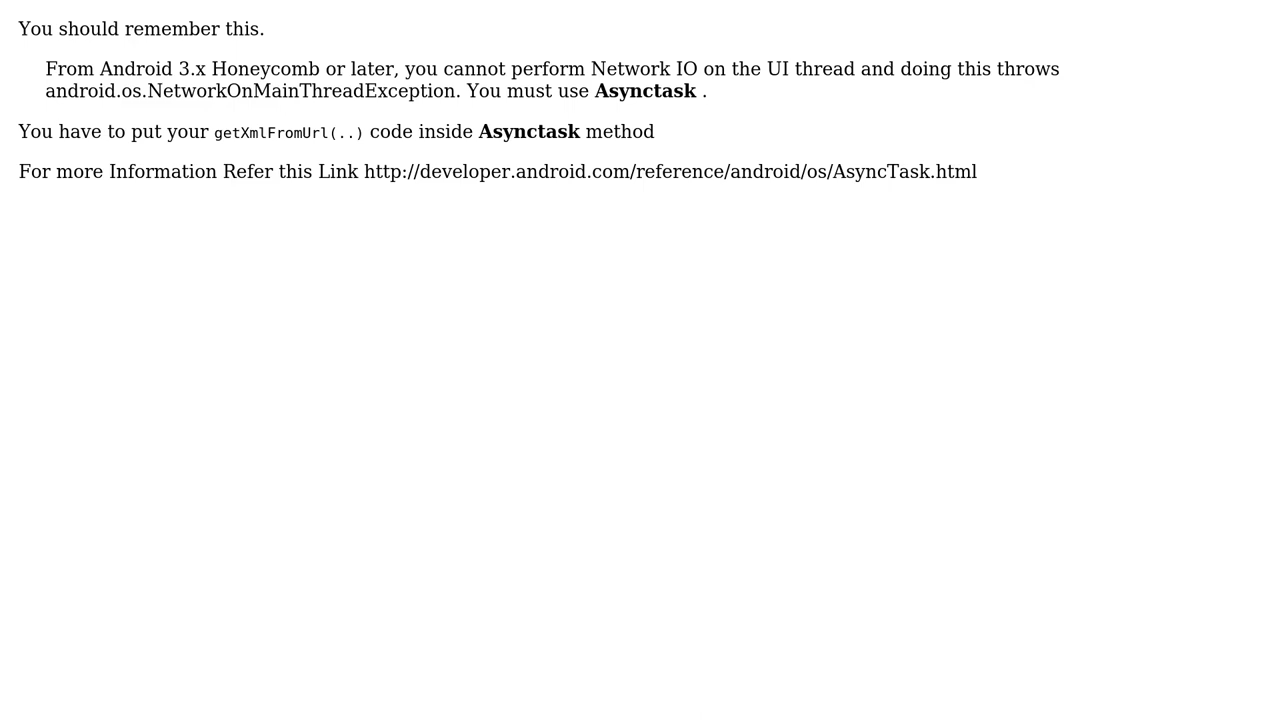 You should remember this.
From Android 3.x Honeycomb or later, you cannot perform Network IO on the UI thread and doing this throws
android.os.NetworkOnMainThreadException. You must use Asynctask .
You have to put your getXmlFromUrl(..) code inside Asynctask method
For more Information Refer this Link http://developer.android.com/reference/android/os/AsyncTask.html